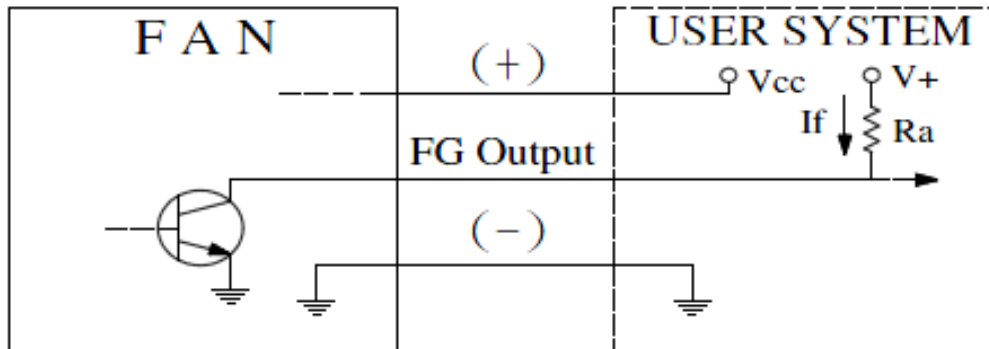 F A N
USER SYSTEM
(+)
Vcc
V+
If
Ra
FG Output
(-)